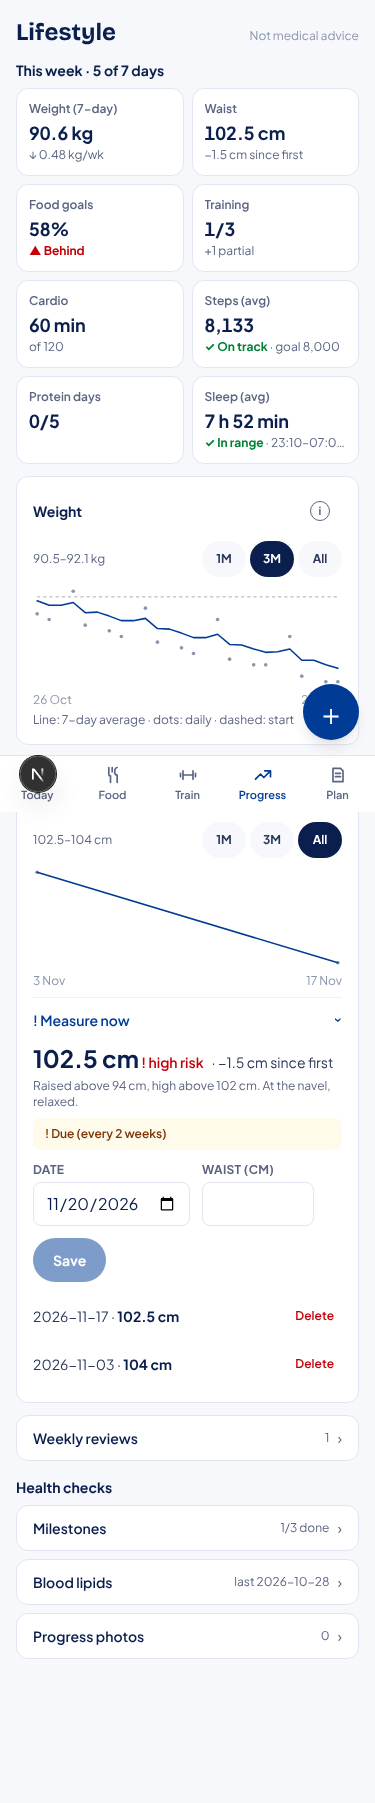 Lifestyle
Not medical advice
This week · 5 of 7 days
Weight (7-day)
90.6 kg
↓ 0.48 kg/wk
Waist
102.5 cm
−1.5 cm since first
Food goals
58%
▲ Behind
Training
1/3
+1 partial
Cardio
60 min
of 120
Steps (avg)
8,133
✓ On track · goal 8,000
Protein days
0/5
Sleep (avg)
7 h 52 min
✓ In range · 23:10–07:0…
Weight
i
90.5–92.1 kg
1M
3M
All
26 Oct
2
Line: 7-day average · dots: daily · dashed: start
+
N
Today
Food
Train
Progress
Plan
102.5–104 cm
1M
3M
All
3 Nov
17 Nov
! Measure now
102.5 cm ! high risk · −1.5 cm since first
Raised above 94 cm, high above 102 cm. At the navel,
relaxed.
! Due (every 2 weeks)
DATE
WAIST (CM)
11/20/2026
Save
2026-11-17 · 102.5 cm
Delete
2026-11-03 · 104 cm
Delete
Weekly reviews
1 ›
Health checks
Milestones
1/3 done ›
Blood lipids
last 2026-10-28 ›
Progress photos
0 ›